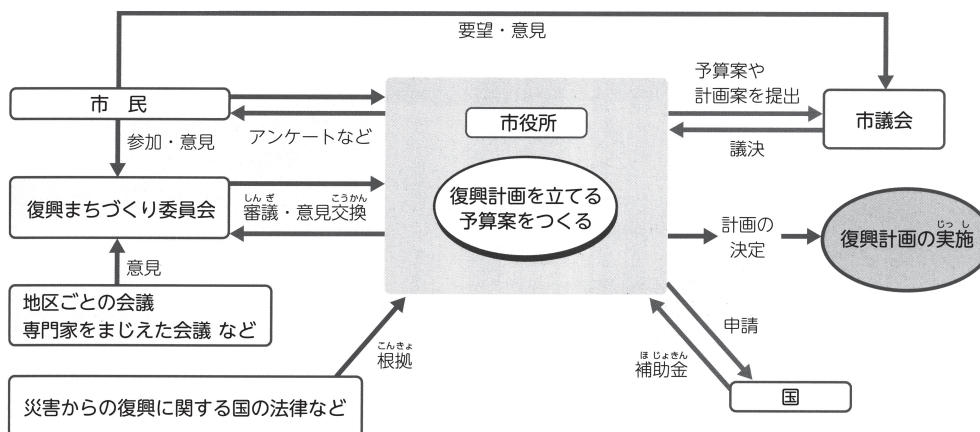 要望・意見
市　民
アンケートなど
参加・意見
復興まちづくり委員会
しんぎ　こうかん
審議・意見交換
意見
地区ごとの会議
専門家をまじえた会議 など
こんきょ
根拠
災害からの復興に関する国の法律など
市役所
復興計画を立てる
予算案をつくる
予算案や
計画案を提出
議決
市議会
計画の
決定
じっし
復興計画の実施
申請
ほじょきん
補助金
国